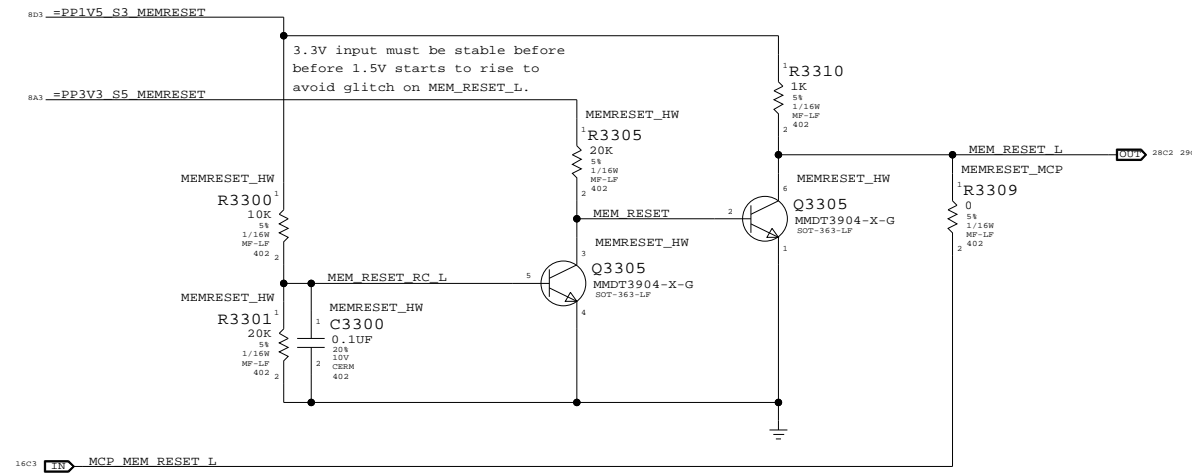 8D3 =PP1V5_S3_MEMRESET
3.3V input must be stable before
before 1.5V starts to rise to
avoid glitch on MEM_RESET_L.
8A3 =PP3V3_S5_MEMRESET
1
R3310
1K
5%
1/16W
MF-LF
402
2
MEMRESET_HW
1
R3305
20K
5%
1/16W
MF-LF
402
2
MEM_RESET_L
OUT
28C2
MEMRESET_MCP
1
R3309
0
5%
1/16W
MF-LF
402
2
MEMRESET_HW
R3300
1
10K
5%
1/16W
MF-LF
402
2
MEM_RESET
2
MEMRESET_HW
6
Q3305
MMDT3904-X-G
SOT-363-LF
1
MEMRESET_HW
3
Q3305
MMDT3904-X-G
SOT-363-LF
4
MEM_RESET_RC_L
5
MEMRESET_HW
R3301
1
20K
5%
1/16W
MF-LF
402
2
MEMRESET_HW
1
C3300
0.1UF
20%
10V
CERM
402
2
16C3 IN MCP_MEM_RESET_L